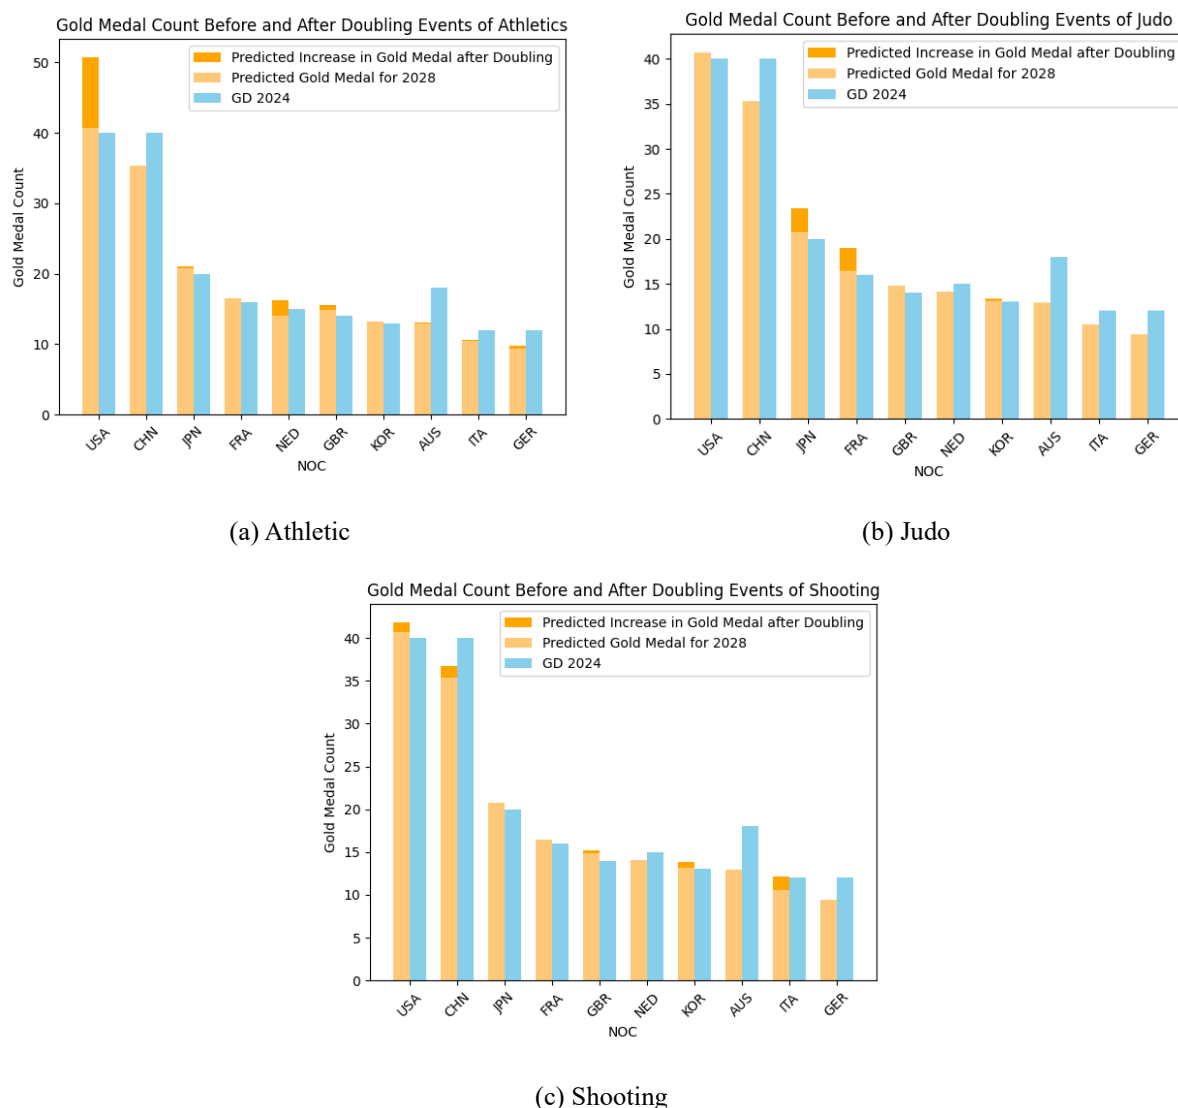 Gold Medal Count Before and After Doubling Events of Athletics
Predicted Increase in Gold Medal after Doubling
Predicted Gold Medal for 2028
GD 2024
Gold Medal Count
50
40
30
20
10
0
USA CHN JPN FRA NED GBR KOR AUS ITA GER
NOC
(a) Athletic
Gold Medal Count Before and After Doubling Events of Judo
Predicted Increase in Gold Medal after Doubling
Predicted Gold Medal for 2028
GD 2024
Gold Medal Count
40
35
30
25
20
15
10
5
0
USA CHN JPN FRA GBR NED KOR AUS ITA GER
NOC
(b) Judo
Gold Medal Count Before and After Doubling Events of Shooting
Predicted Increase in Gold Medal after Doubling
Predicted Gold Medal for 2028
GD 2024
Gold Medal Count
40
35
30
25
20
15
10
5
0
USA CHN JPN FRA GBR NED KOR AUS ITA GER
NOC
(c) Shooting